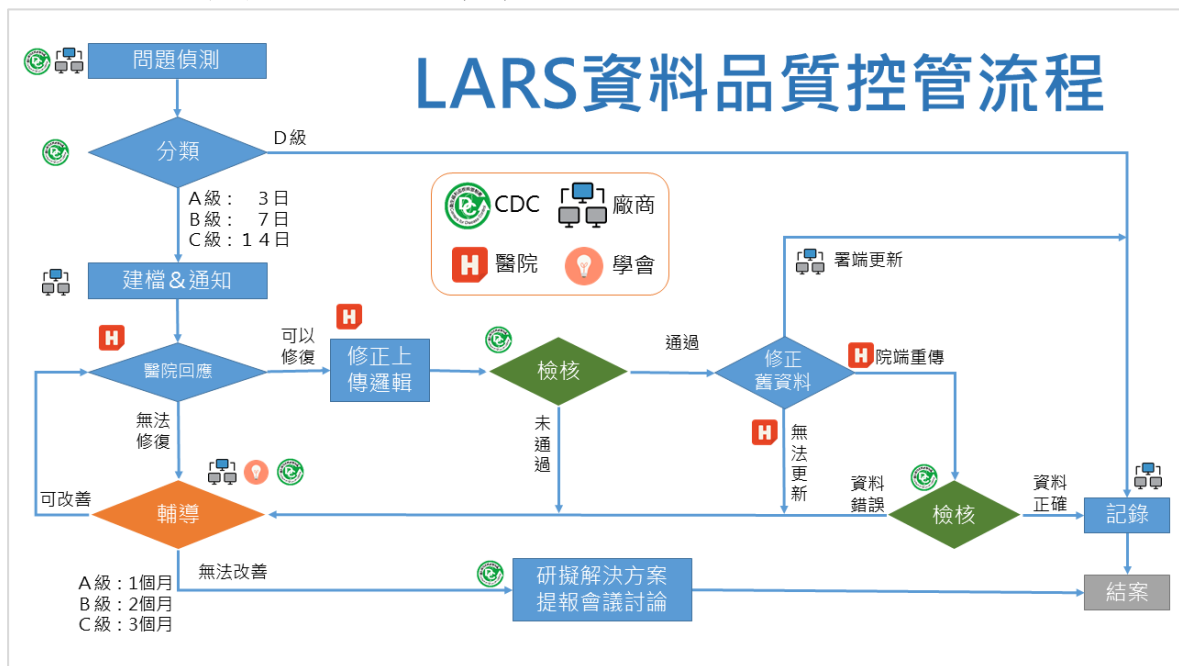 問題偵測
LARS資料品質控管流程
分類
D級
A級： 3日
B級： 7日
C級：14日
CDC
廠商
醫院
學會
建檔＆通知
署端更新
醫院回應
可以
修復
修正上
傳邏輯
檢核
通過
修正
舊資料
院端重傳
無法
修復
未
通
過
無
法
更
新
可改善
輔導
資料
錯誤
檢核
資料
正確
記錄
A級：1個月
B級：2個月
C級：3個月
無法改善
研擬解決方案
提報會議討論
結案